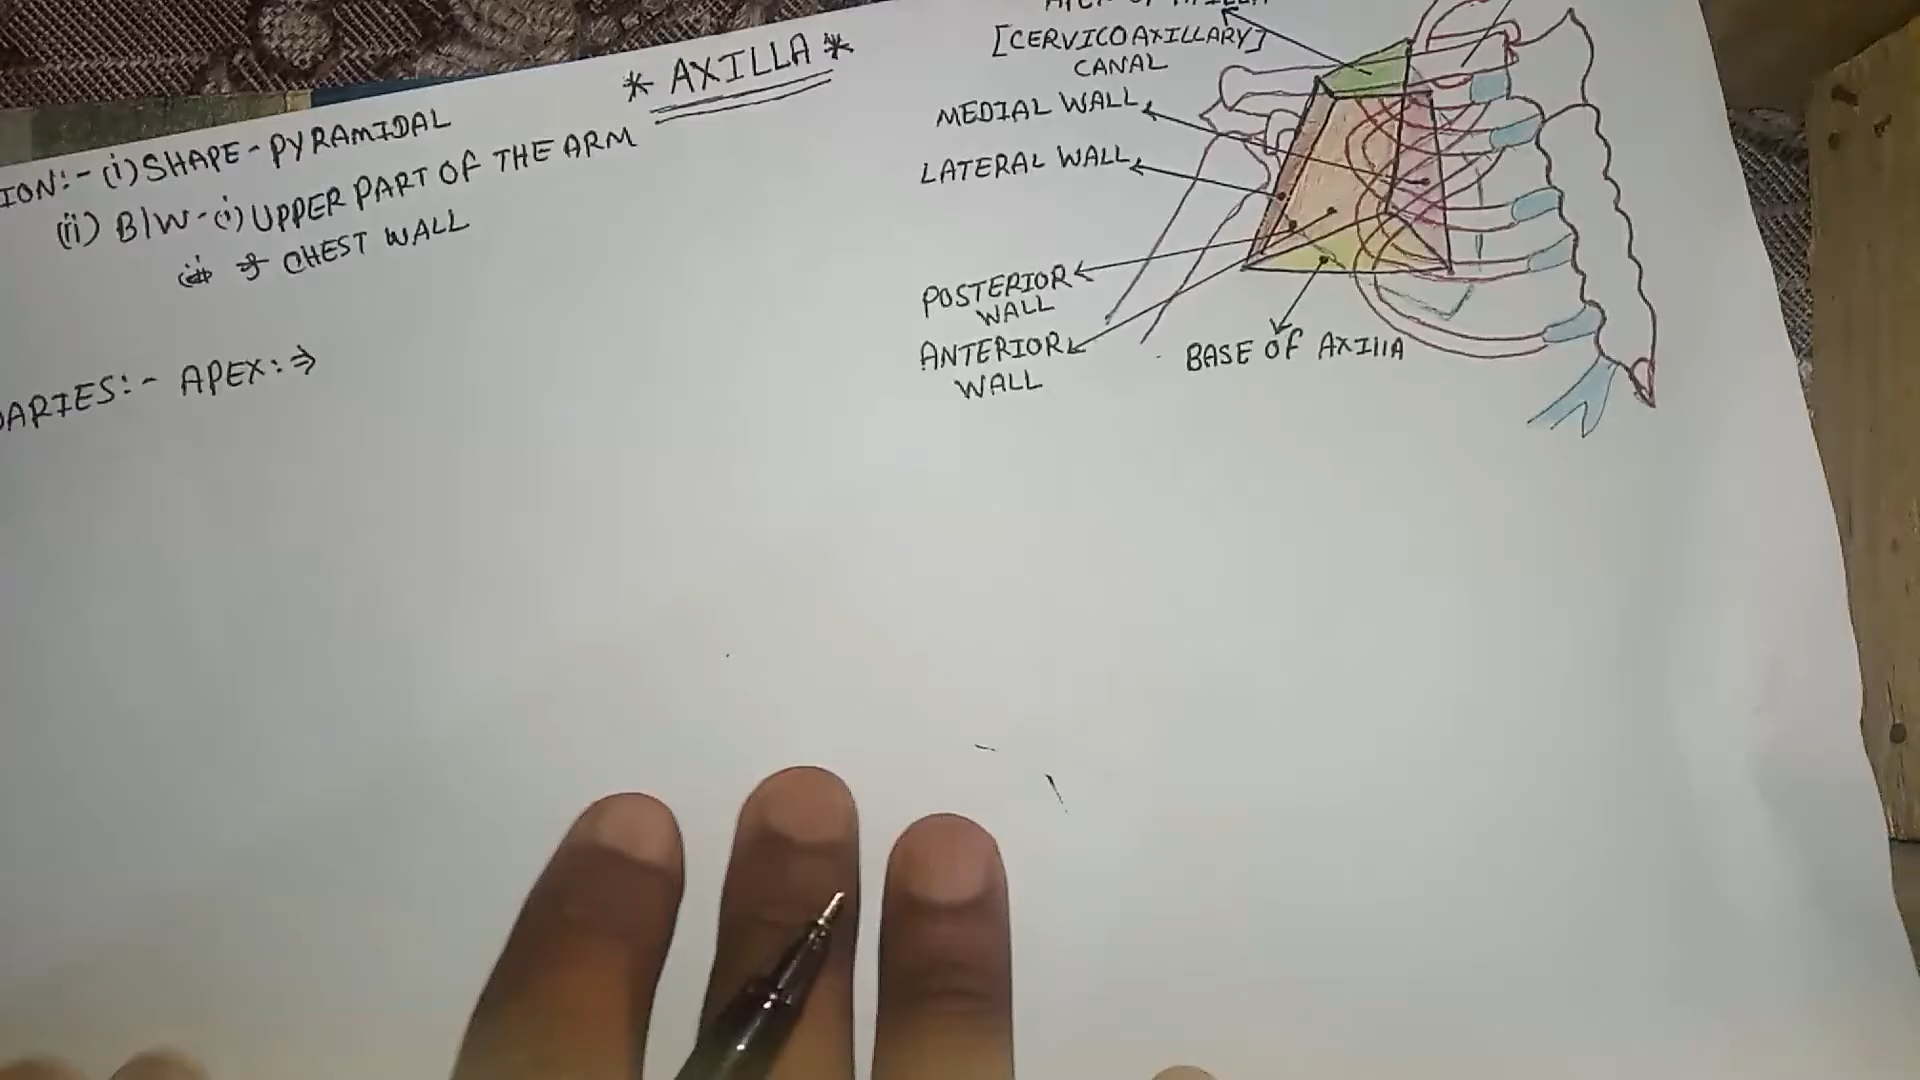 * AXILLA *
ION:- (i) SHAPE - PYRAMIDAL
(ii) B/W - (i) UPPER PART OF THE ARM
CHEST WALL
DARIES:- APEX:⇒
[CERVICOAXILLARY]
CANAL
MEDIAL WALL
LATERAL WALL
POSTERIOR
WALL
ANTERIOR
WALL
BASE OF AXIllA